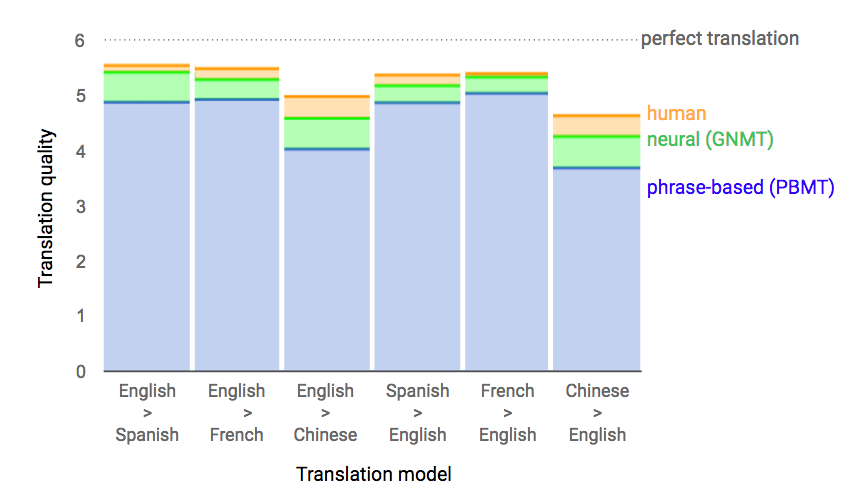 6
perfect translation
5
human
neural (GNMT)
4
phrase-based (PBMT)
3
2
1
0
Translation quality
English
>
Spanish
English
>
French
English
>
Chinese
Spanish
>
English
French
>
English
Chinese
>
English
Translation model